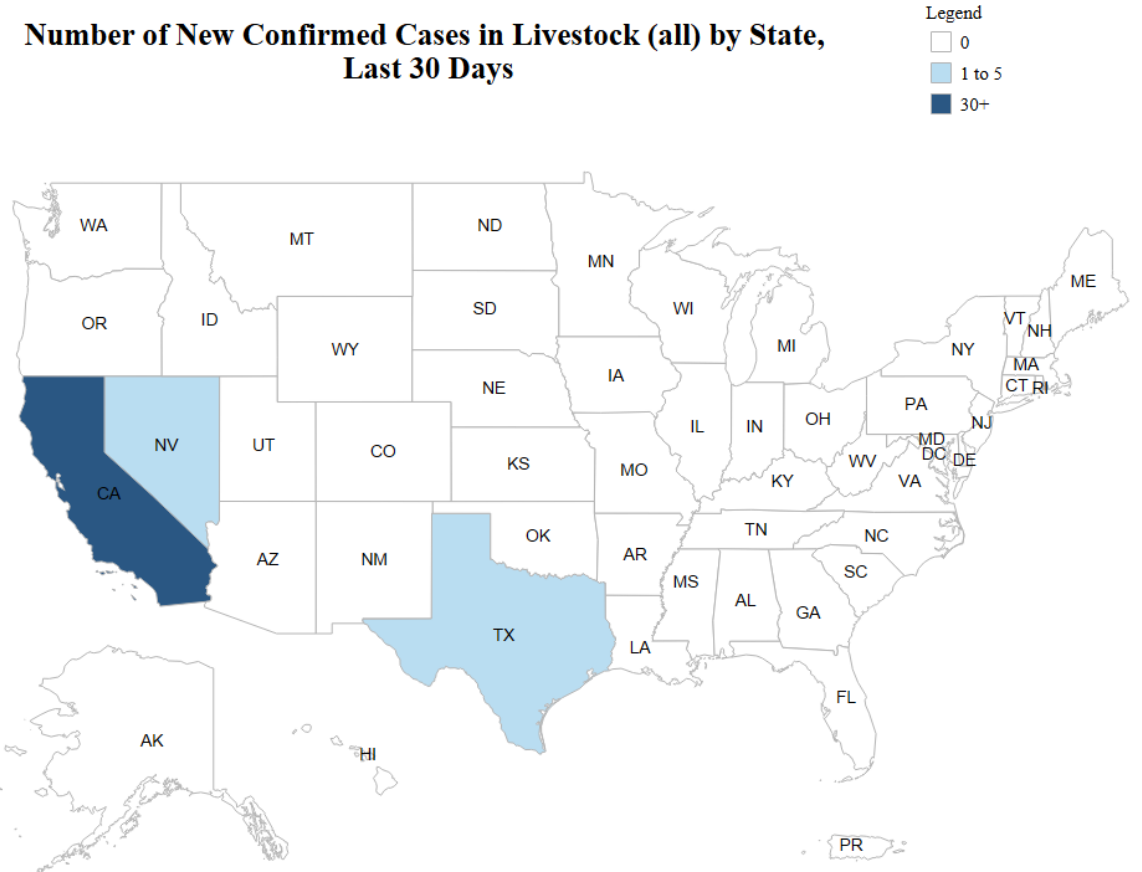 Number of New Confirmed Cases in Livestock (all) by State,
Last 30 Days
Legend
0
1 to 5
30+
WA
MT
ND
MN
OR
ID
WY
SD
WI
MI
NY
VT
NH
ME
MA
CT
RI
NE
IA
PA
NJ
CA
NV
UT
CO
KS
MO
IL
IN
OH
MD
DC
DE
WV
VA
KY
AZ
NM
OK
AR
TN
NC
SC
MS
AL
GA
TX
LA
FL
AK
HI
PR